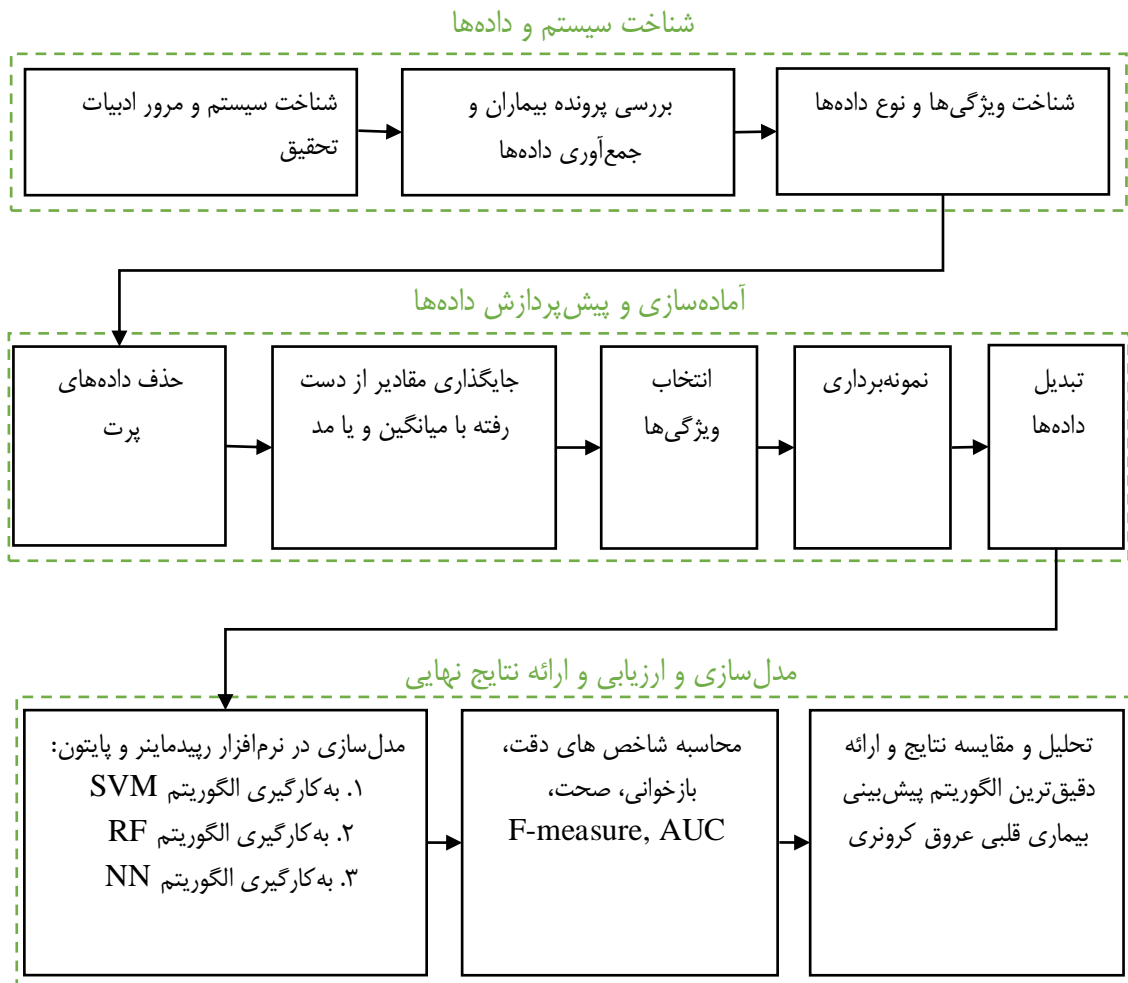 شناخت سیستم و داده‌ها
شناخت سیستم و مرور ادبیات
تحقیق
بررسی پرونده بیماران و
جمع‌آوری داده‌ها
شناخت ویژگی‌ها و نوع داده‌ها
آماده‌سازی و پیش‌پردازش داده‌ها
حذف داده‌های
پرت
جایگذاری مقادیر از دست
رفته با میانگین و یا مد
انتخاب
ویژگی‌ها
نمونه‌برداری
تبدیل
داده‌ها
مدل‌سازی و ارزیابی و ارائه نتایج نهایی
مدل‌سازی در نرم‌افزار رپیدماینر و پایتون:
۱. به‌کارگیری الگوریتم SVM
۲. به‌کارگیری الگوریتم RF
۳. به‌کارگیری الگوریتم NN
محاسبه شاخص های دقت،
بازخوانی، صحت،
F-measure, AUC
تحلیل و مقایسه نتایج و ارائه
دقیق‌ترین الگوریتم پیش‌بینی
بیماری قلبی عروق کرونری